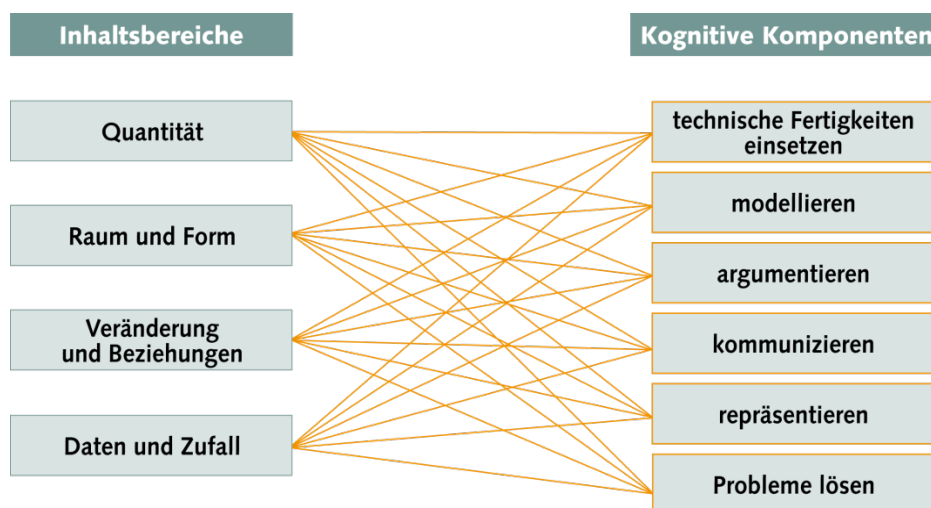 Inhaltsbereiche
Quantität
Raum und Form
Veränderung
und Beziehungen
Daten und Zufall
Kognitive Komponenten
technische Fertigkeiten
einsetzen
modellieren
argumentieren
kommunizieren
repräsentieren
Probleme lösen